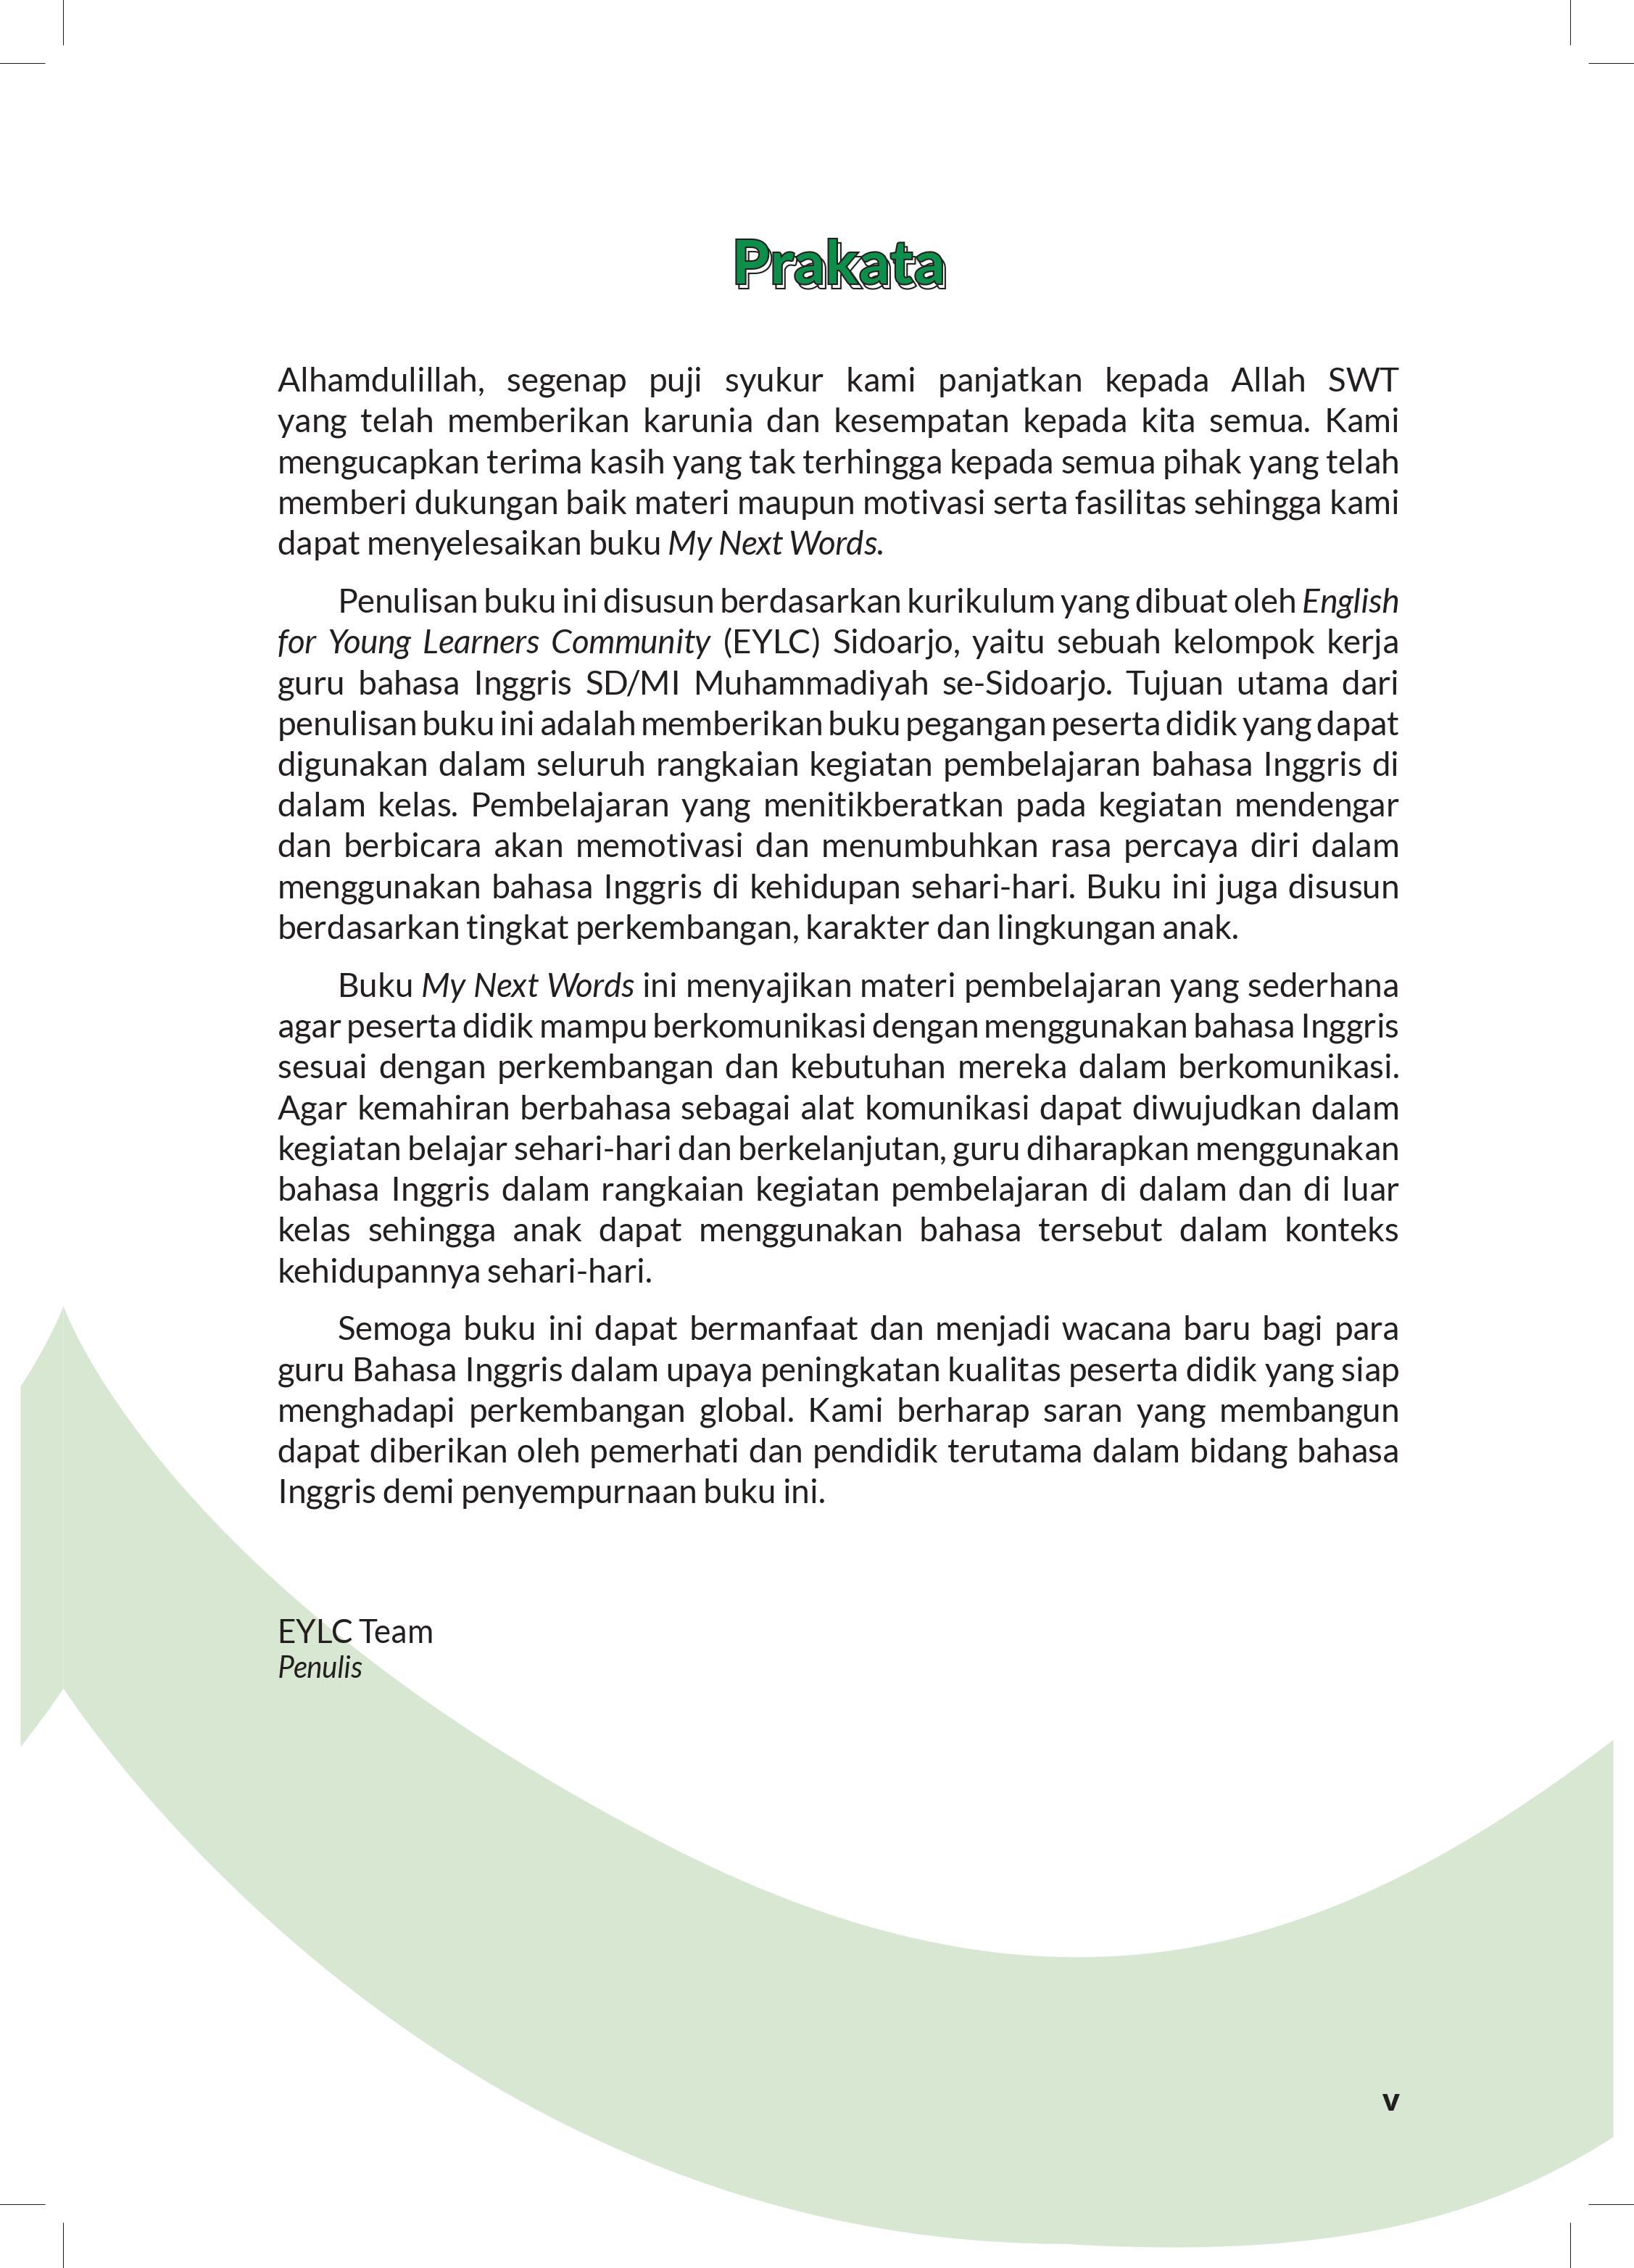 Prakata
Alhamdulillah, segenap puji syukur kami panjatkan kepada Allah SWT
yang telah memberikan karunia dan kesempatan kepada kita semua. Kami
mengucapkan terima kasih yang tak terhingga kepada semua pihak yang telah
memberi dukungan baik materi maupun motivasi serta fasilitas sehingga kami
dapat menyelesaikan buku My Next Words.
Penulisan buku ini disusun berdasarkan kurikulum yang dibuat oleh English
for Young Learners Community (EYLC) Sidoarjo, yaitu sebuah kelompok kerja
guru bahasa Inggris SD/MI Muhammadiyah se-Sidoarjo. Tujuan utama dari
penulisan buku ini adalah memberikan buku pegangan peserta didik yang dapat
digunakan dalam seluruh rangkaian kegiatan pembelajaran bahasa Inggris di
dalam kelas. Pembelajaran yang menitikberatkan pada kegiatan mendengar
dan berbicara akan memotivasi dan menumbuhkan rasa percaya diri dalam
menggunakan bahasa Inggris di kehidupan sehari-hari. Buku ini juga disusun
berdasarkan tingkat perkembangan, karakter dan lingkungan anak.
Buku My Next Words ini menyajikan materi pembelajaran yang sederhana
agar peserta didik mampu berkomunikasi dengan menggunakan bahasa Inggris
sesuai dengan perkembangan dan kebutuhan mereka dalam berkomunikasi.
Agar kemahiran berbahasa sebagai alat komunikasi dapat diwujudkan dalam
kegiatan belajar sehari-hari dan berkelanjutan, guru diharapkan menggunakan
bahasa Inggris dalam rangkaian kegiatan pembelajaran di dalam dan di luar
kelas sehingga anak dapat menggunakan bahasa tersebut dalam konteks
kehidupannya sehari-hari.
Semoga buku ini dapat bermanfaat dan menjadi wacana baru bagi para
guru Bahasa Inggris dalam upaya peningkatan kualitas peserta didik yang siap
menghadapi perkembangan global. Kami berharap saran yang membangun
dapat diberikan oleh pemerhati dan pendidik terutama dalam bidang bahasa
Inggris demi penyempurnaan buku ini.
EYLC Team
Penulis
v